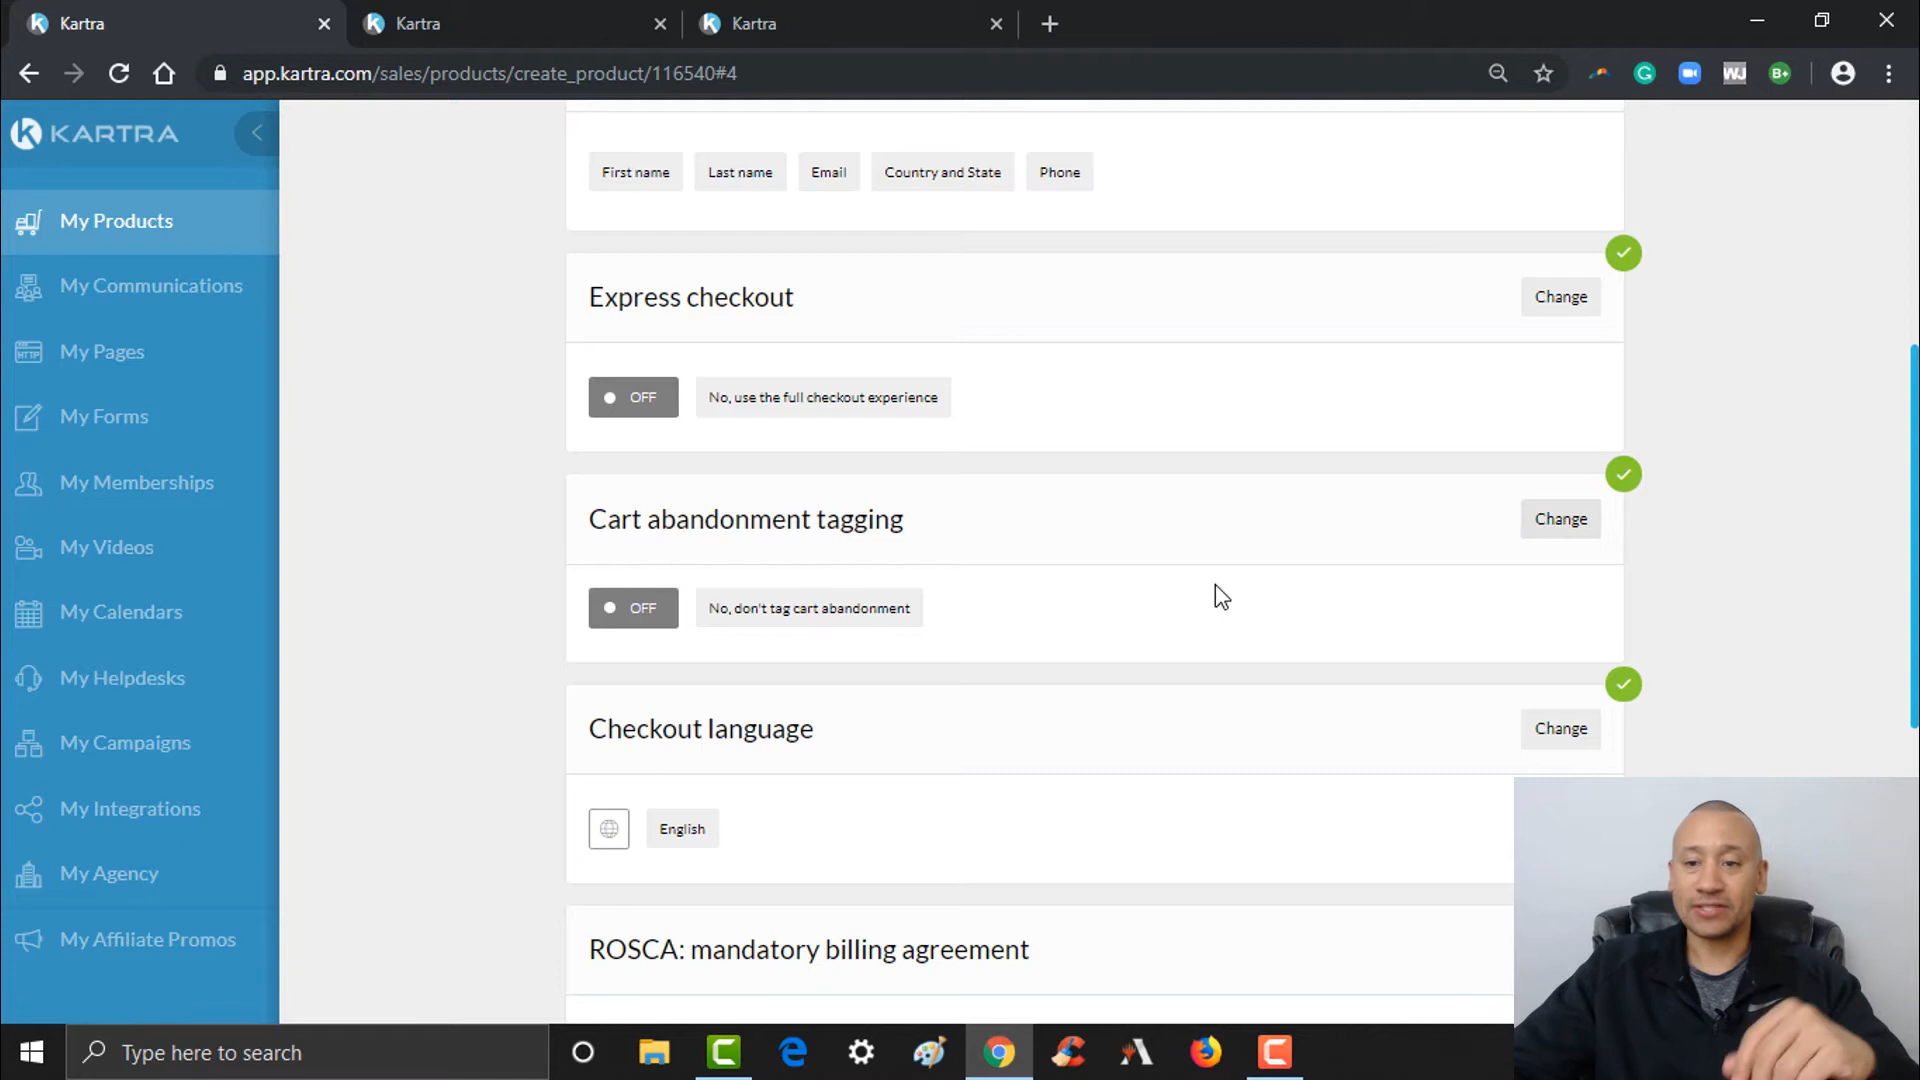 Kartra
Kartra
Kartra
app.kartra.com/sales/products/create_product/116540#4
WJ
B+
KARTRA
My Products
My Communications
HTTP
My Pages
My Forms
My Memberships
My Videos
My Calendars
My Helpdesks
My Campaigns
My Integrations
My Agency
My Affiliate Promos
First name
Last name
Email
Country and State
Phone
Express checkout
Change
OFF
No, use the full checkout experience
Cart abandonment tagging
Change
OFF
No, don't tag cart abandonment
Checkout language
Change
English
ROSCA: mandatory billing agreement
Type here to search